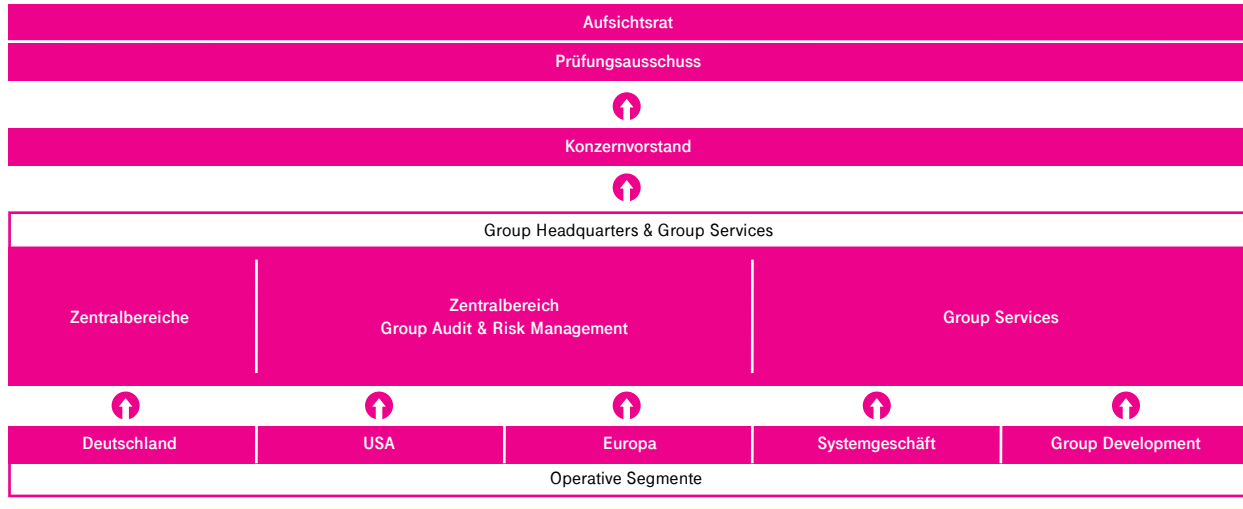 Aufsichtsrat
Prüfungsausschuss
Konzernvorstand
Group Headquarters & Group Services
Zentralbereiche
Zentralbereich
Group Audit & Risk Management
Group Services
Deutschland
USA
Europa
Systemgeschäft
Group Development
Operative Segmente